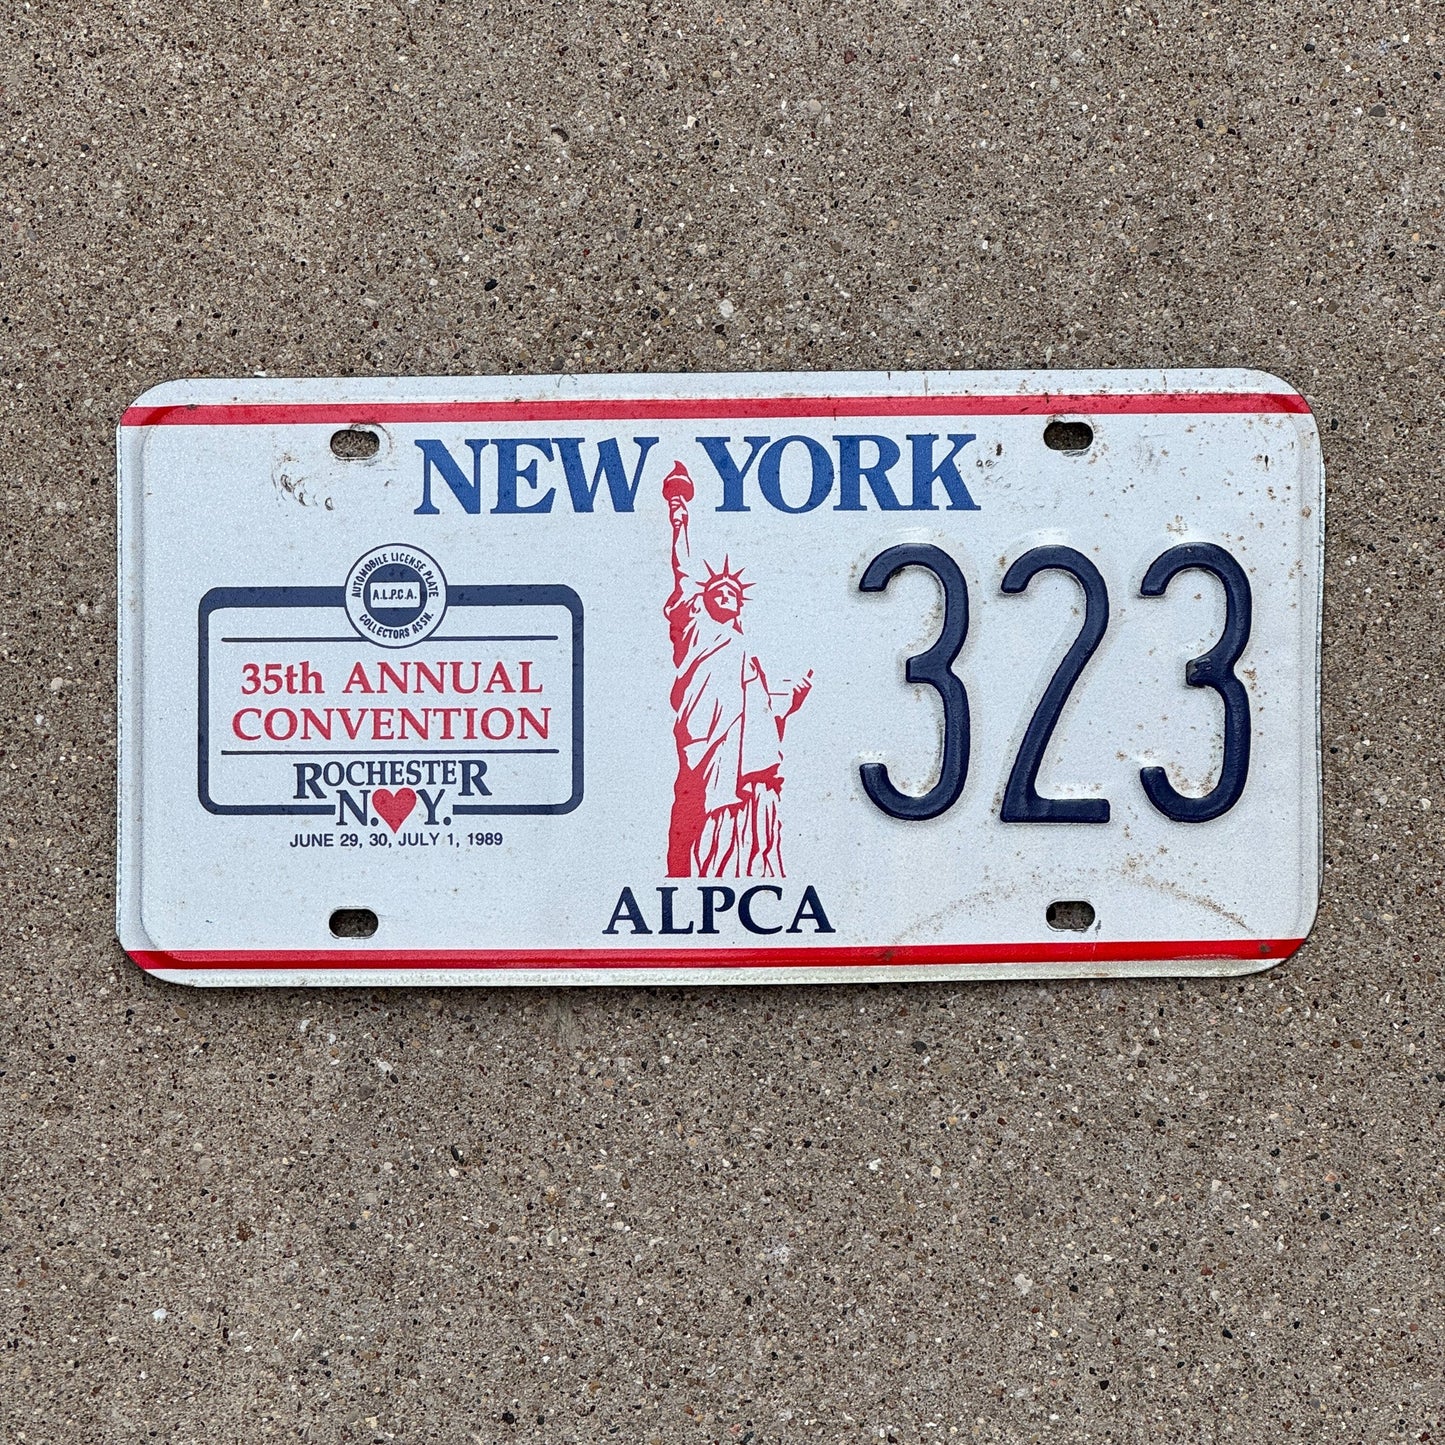 NEW YORK
AUTOMOBILE LICENSE PLATE
A.L.P.C.A.
COLLECTORS ASSN.
35th ANNUAL
CONVENTION
ROCHESTER
N.♥Y.
JUNE 29, 30, JULY 1, 1989
323
ALPCA